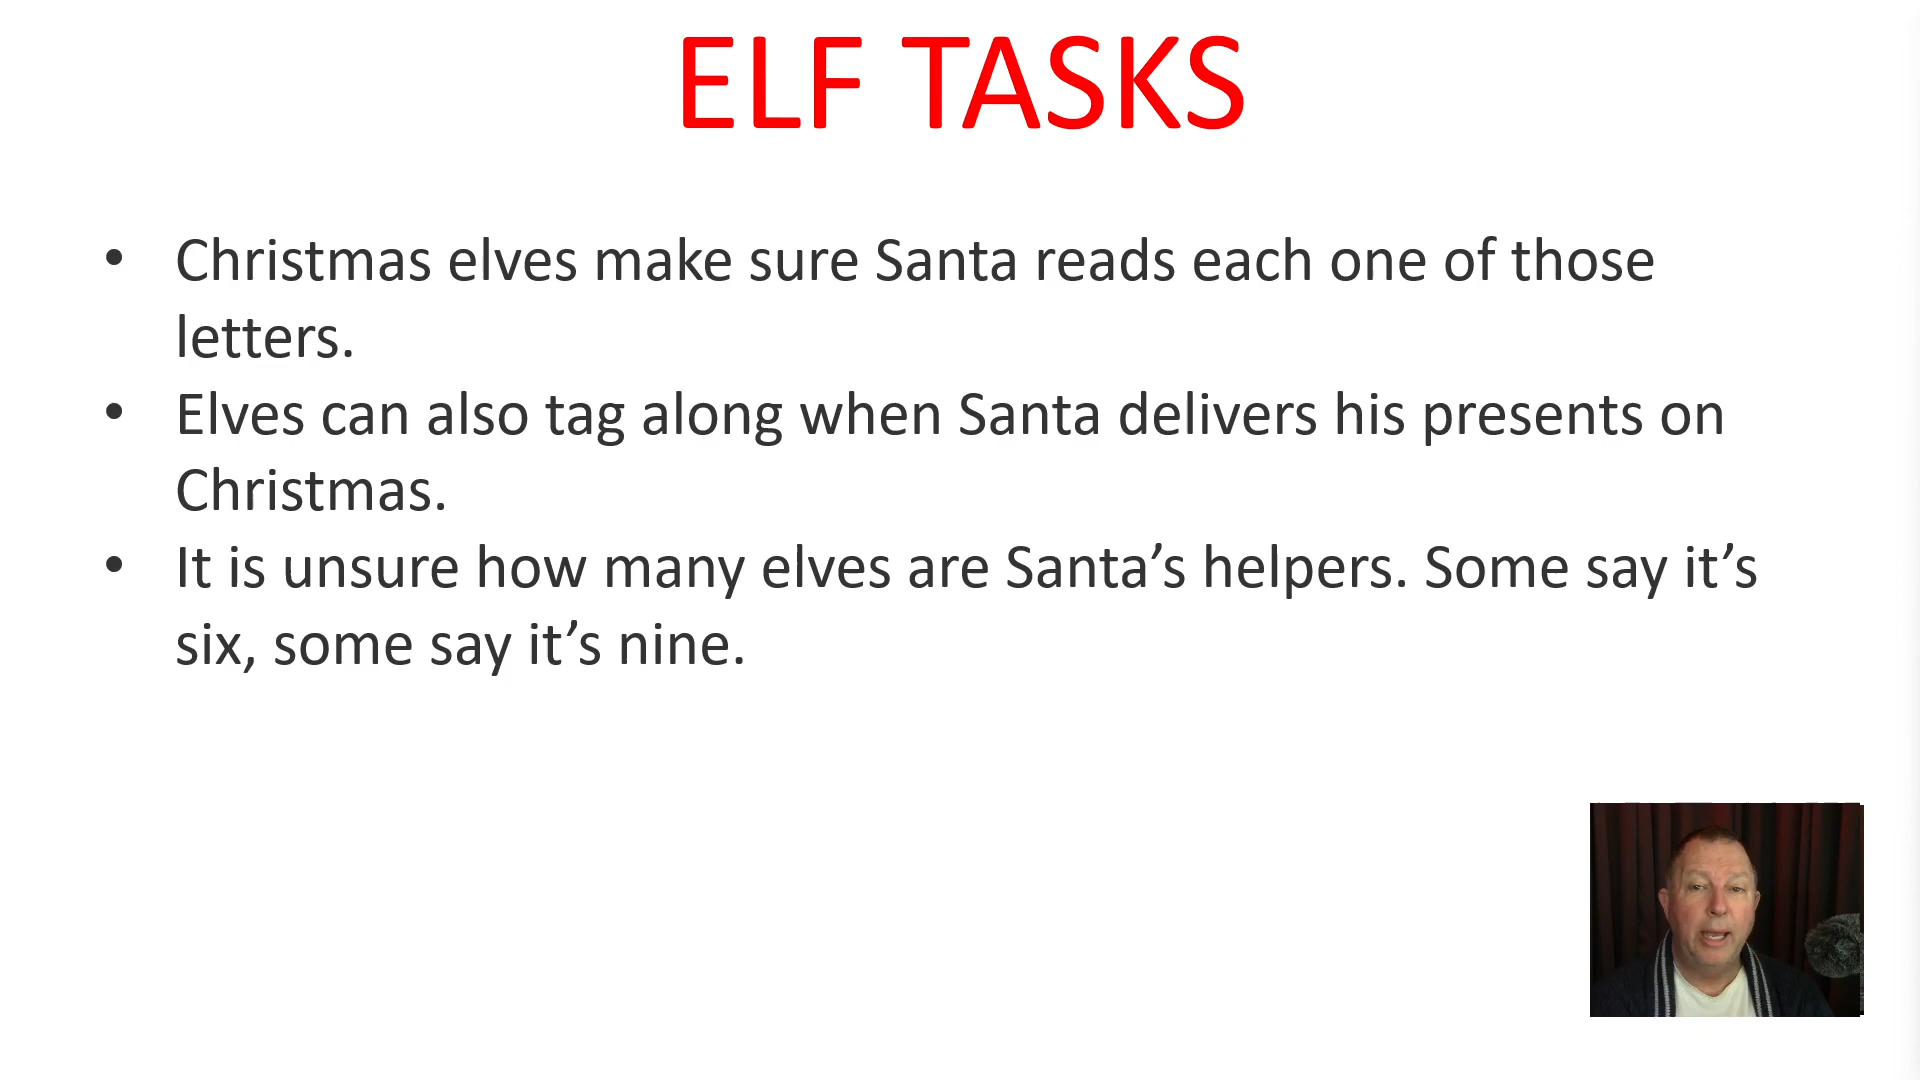 ELF TASKS
• Christmas elves make sure Santa reads each one of those
letters.
• Elves can also tag along when Santa delivers his presents on
Christmas.
• It is unsure how many elves are Santa’s helpers. Some say it’s
six, some say it’s nine.